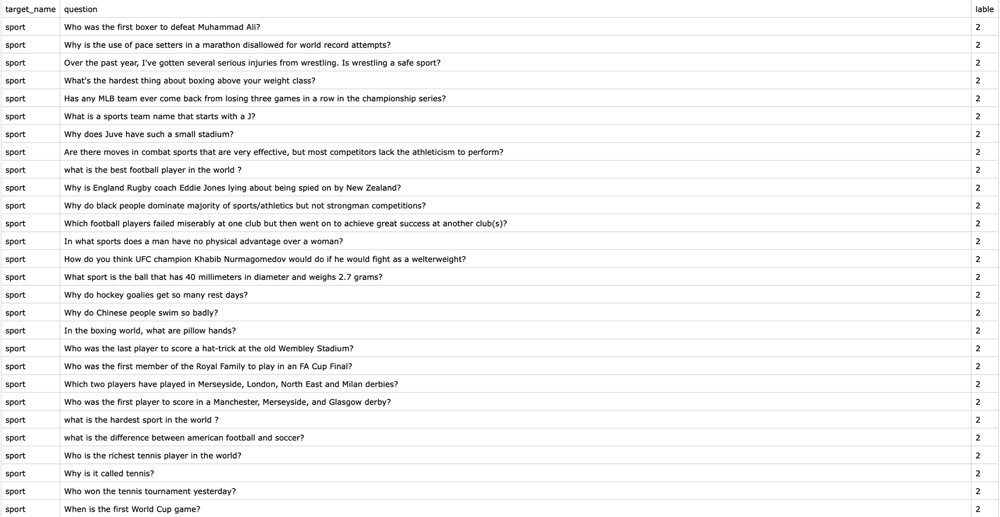 target_name question lable
sport Who was the first boxer to defeat Muhammad Ali? 2
sport Why is the use of pace setters in a marathon disallowed for world record attempts? 2
sport Over the past year, I've gotten several serious injuries from wrestling. Is wrestling a safe sport? 2
sport What's the hardest thing about boxing above your weight class? 2
sport Has any MLB team ever come back from losing three games in a row in the championship series? 2
sport What is a sports team name that starts with a J? 2
sport Why does Juve have such a small stadium? 2
sport Are there moves in combat sports that are very effective, but most competitors lack the athleticism to perform? 2
sport what is the best football player in the world ? 2
sport Why is England Rugby coach Eddie Jones lying about being spied on by New Zealand? 2
sport Why do black people dominate majority of sports/athletics but not strongman competitions? 2
sport Which football players failed miserably at one club but then went on to achieve great success at another club(s)? 2
sport In what sports does a man have no physical advantage over a woman? 2
sport How do you think UFC champion Khabib Nurmagomedov would do if he would fight as a welterweight? 2
sport What sport is the ball that has 40 millimeters in diameter and weighs 2.7 grams? 2
sport Why do hockey goalies get so many rest days? 2
sport Why do Chinese people swim so badly? 2
sport In the boxing world, what are pillow hands? 2
sport Who was the last player to score a hat-trick at the old Wembley Stadium? 2
sport Who was the first member of the Royal Family to play in an FA Cup Final? 2
sport Which two players have played in Merseyside, London, North East and Milan derbies? 2
sport Who was the first player to score in a Manchester, Merseyside, and Glasgow derby? 2
sport what is the hardest sport in the world ? 2
sport what is the difference between american football and soccer? 2
sport Who is the richest tennis player in the world? 2
sport Why is it called tennis? 2
sport Who won the tennis tournament yesterday? 2
sport When is the first World Cup game? 2